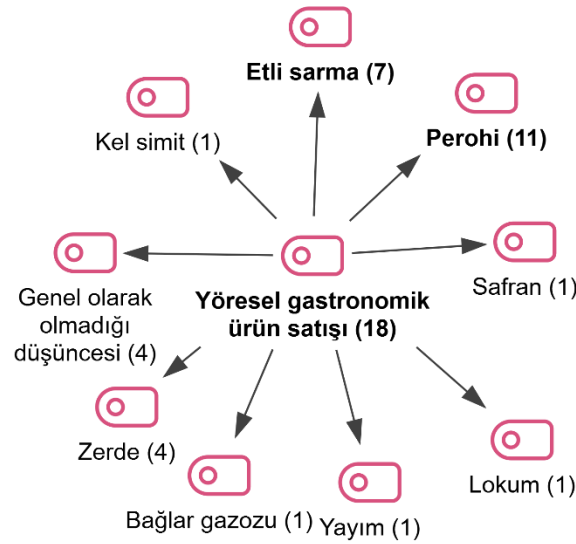 Etli sarma (7)
Kel simit (1)
Perohi (11)
Genel olarak
olmadığı
düşüncesi (4)
Yöresel gastronomik
ürün satışı (18)
Safran (1)
Zerde (4)
Bağlar gazozu (1)
Yayım (1)
Lokum (1)